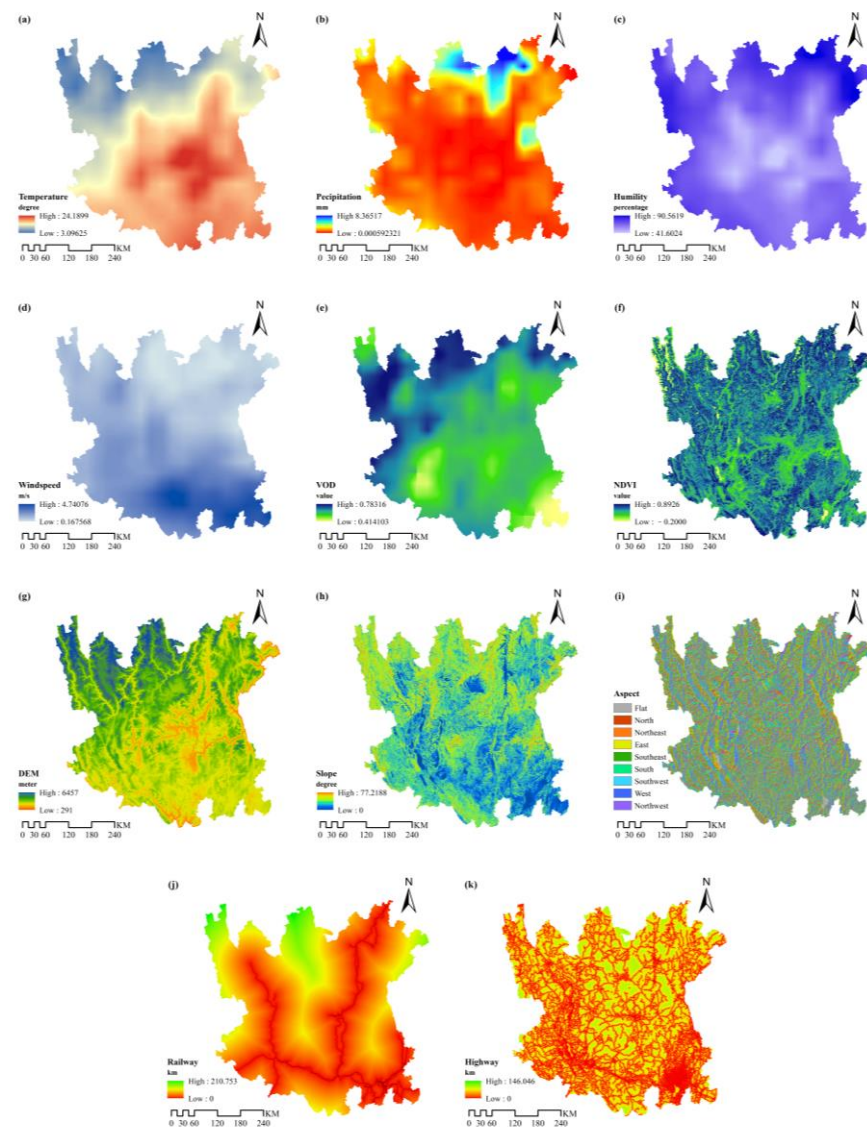 (a)
N
Temperature
degree
High : 24.1899
Low : 3.09625
KM
0 30 60 120 180 240
(b)
N
Pecipitation
mm
High 8.36517
Low : 0.000592321
KM
0 30 60 120 180 240
(c)
N
Humility
percentage
High : 90.5619
Low : 41.6024
KM
0 30 60 120 180 240
(d)
N
Windspeed
m/s
High : 4.74076
Low : 0.167568
KM
0 30 60 120 180 240
(e)
N
VOD
value
High : 0.78316
Low : 0.414103
KM
0 30 60 120 180 240
(f)
N
NDVI
value
High : 0.8926
Low : －0.2000
KM
0 30 60 120 180 240
(g)
N
DEM
meter
High : 6457
Low : 291
KM
0 30 60 120 180 240
(h)
N
Slope
degree
High : 77.2188
Low : 0
KM
0 30 60 120 180 240
(i)
N
Aspect
Flat
North
Northeast
East
Southeast
South
Southwest
West
Northwest
KM
0 30 60 120 180 240
(j)
N
Railway
km
High : 210.753
Low : 0
KM
0 30 60 120 180 240
(k)
N
Highway
km
High : 146.046
Low : 0
KM
0 30 60 120 180 240